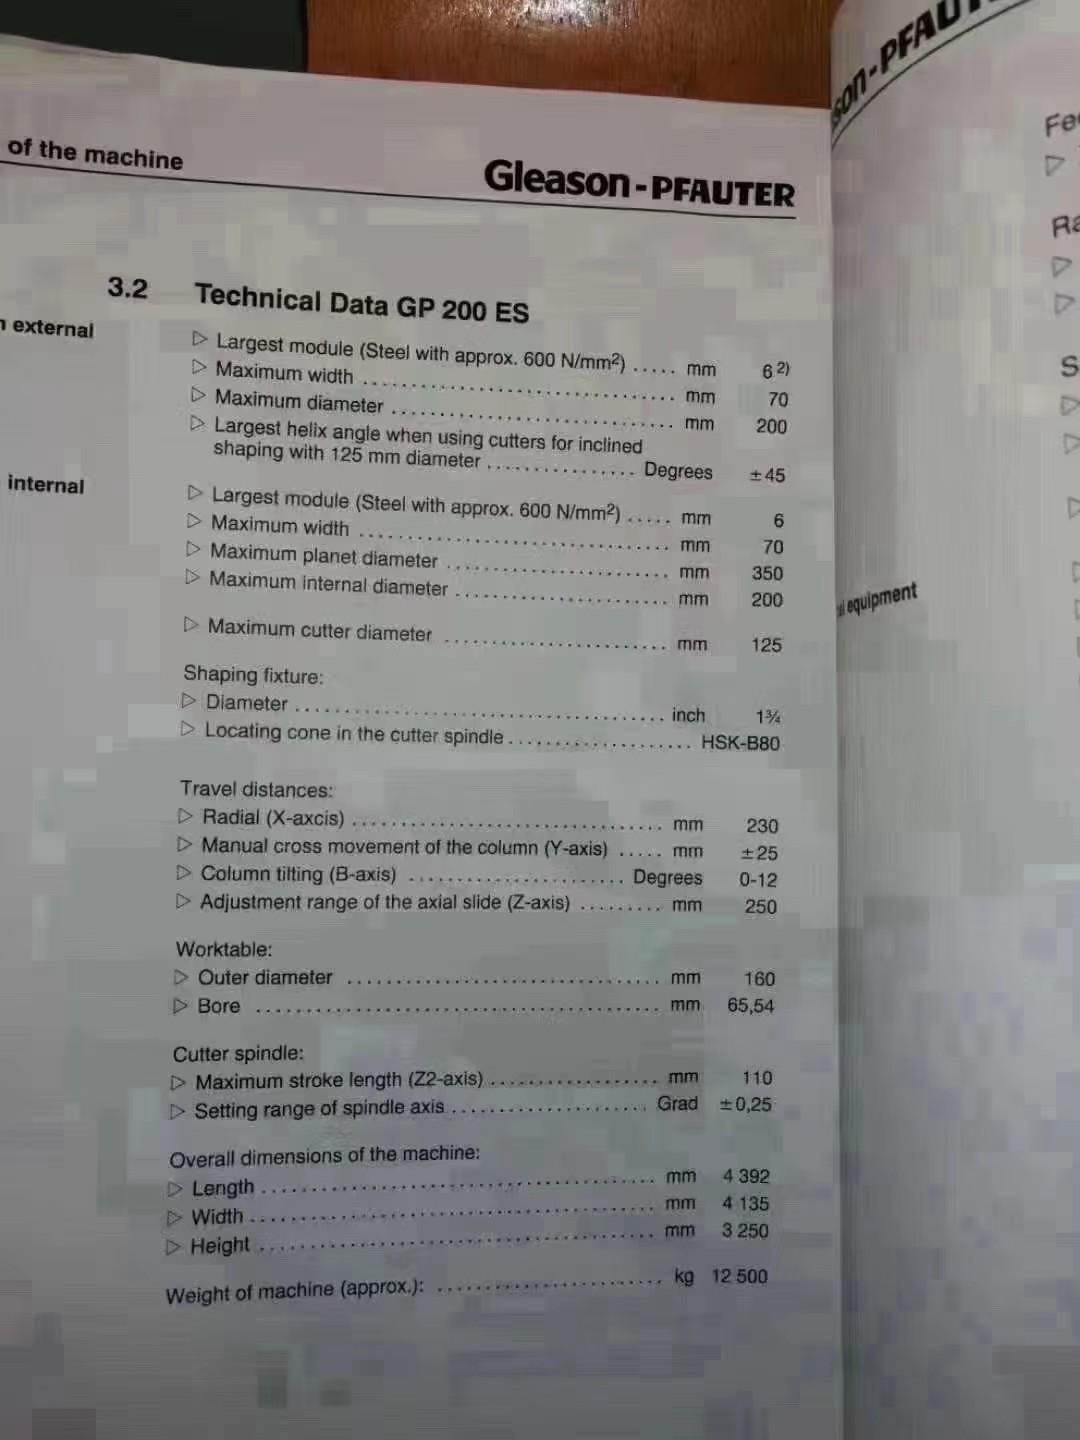 of the machine
Gleason-PFAUTER
3.2 Technical Data GP 200 ES
external
▷ Largest module (Steel with approx. 600 N/mm²) ..... mm 6 2)
▷ Maximum width ................................ mm 70
▷ Maximum diameter ............................. mm 200
▷ Largest helix angle when using cutters for inclined
shaping with 125 mm diameter ............... Degrees ±45
internal
▷ Largest module (Steel with approx. 600 N/mm²) ..... mm 6
▷ Maximum width ................................ mm 70
▷ Maximum planet diameter ....................... mm 350
▷ Maximum internal diameter ...................... mm 200
▷ Maximum cutter diameter ....................... mm 125
Shaping fixture:
▷ Diameter ...................................... inch 1¾
▷ Locating cone in the cutter spindle ................... HSK-B80
Travel distances:
▷ Radial (X-axcis) ................................ mm 230
▷ Manual cross movement of the column (Y-axis) ..... mm ±25
▷ Column tilting (B-axis) ...................... Degrees 0-12
▷ Adjustment range of the axial slide (Z-axis) ......... mm 250
Worktable:
▷ Outer diameter ................................ mm 160
▷ Bore ......................................... mm 65,54
Cutter spindle:
▷ Maximum stroke length (Z2-axis) ................. mm 110
▷ Setting range of spindle axis .................... Grad ±0,25
Overall dimensions of the machine:
▷ Length ........................................ mm 4 392
▷ Width ......................................... mm 4 135
▷ Height ........................................ mm 3 250
Weight of machine (approx.): ....................... kg 12 500
son-PFAUT
equipment